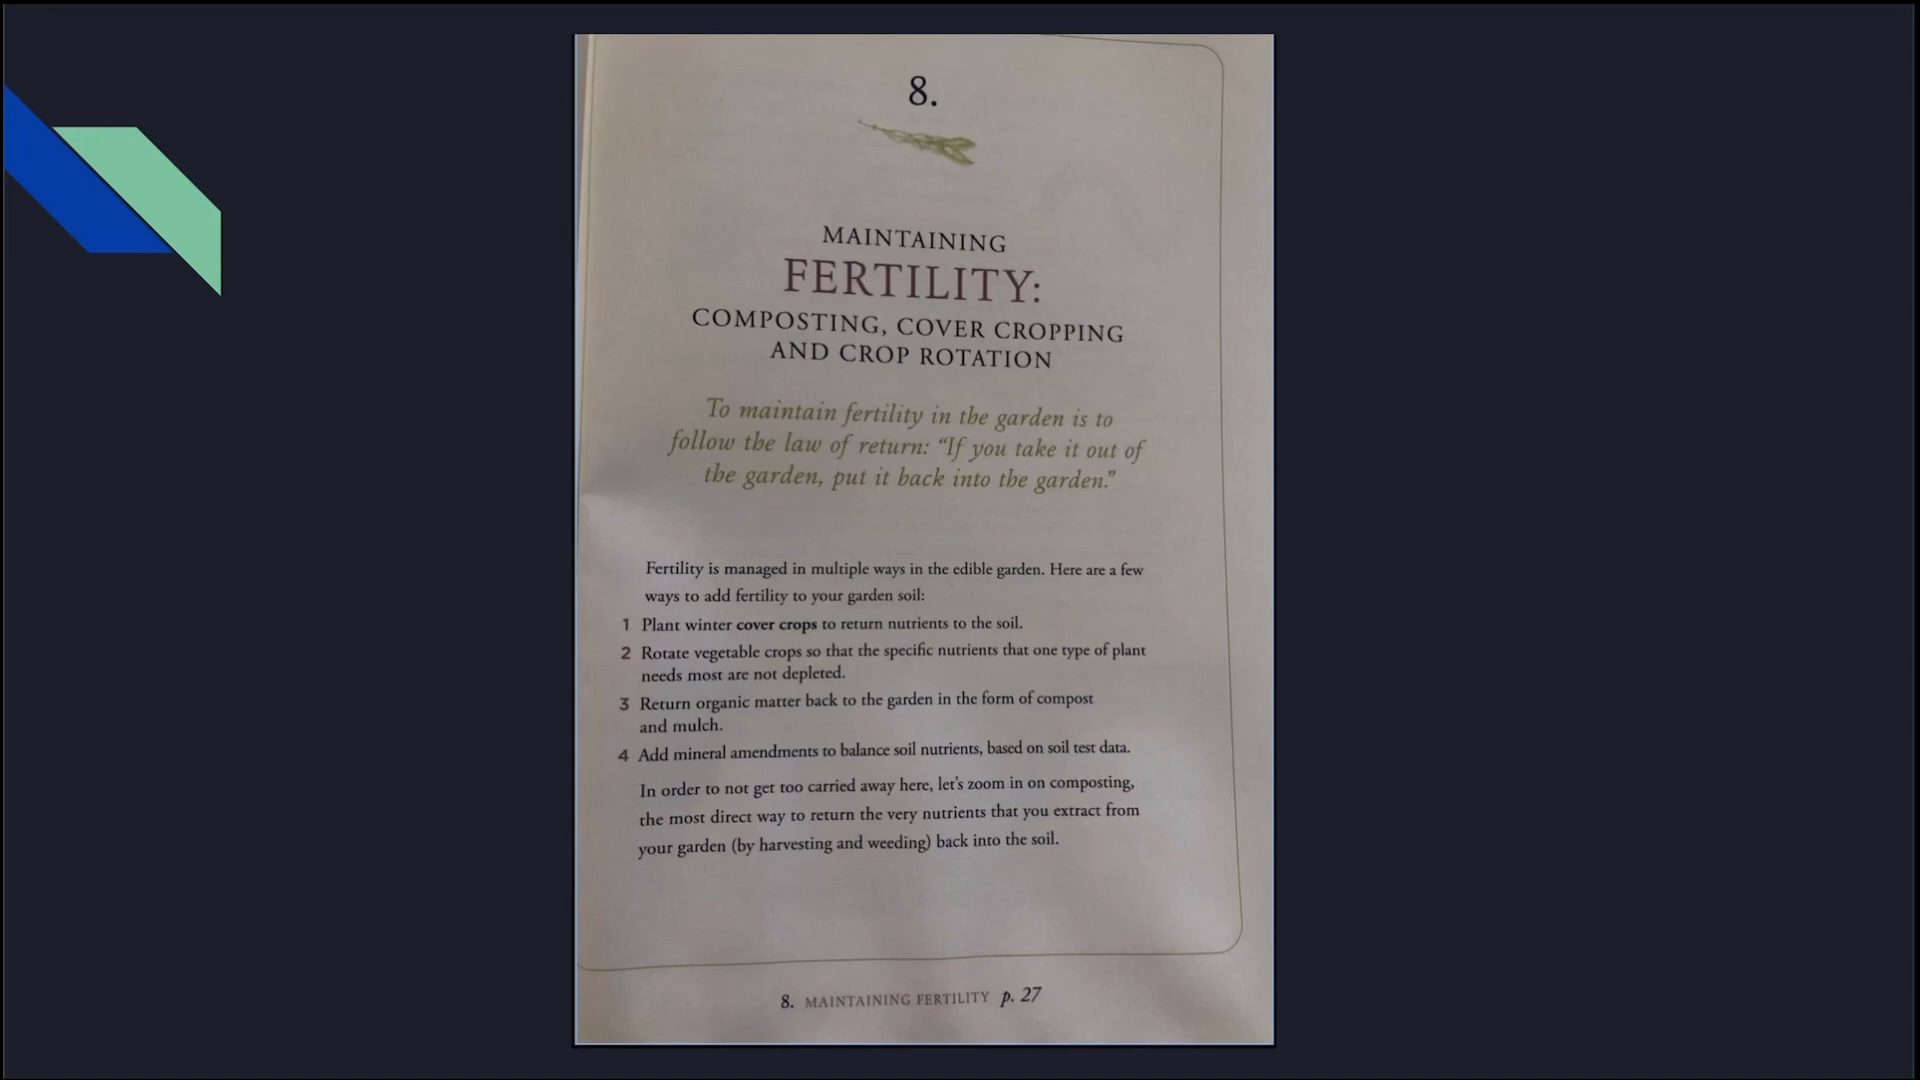 8.
MAINTAINING
FERTILITY:
COMPOSTING, COVER CROPPING
AND CROP ROTATION
To maintain fertility in the garden is to
follow the law of return: “If you take it out of
the garden, put it back into the garden.”
Fertility is managed in multiple ways in the edible garden. Here are a few
ways to add fertility to your garden soil:
1 Plant winter cover crops to return nutrients to the soil.
2 Rotate vegetable crops so that the specific nutrients that one type of plant
needs most are not depleted.
3 Return organic matter back to the garden in the form of compost
and mulch.
4 Add mineral amendments to balance soil nutrients, based on soil test data.
In order to not get too carried away here, let’s zoom in on composting,
the most direct way to return the very nutrients that you extract from
your garden (by harvesting and weeding) back into the soil.
8. MAINTAINING FERTILITY p. 27